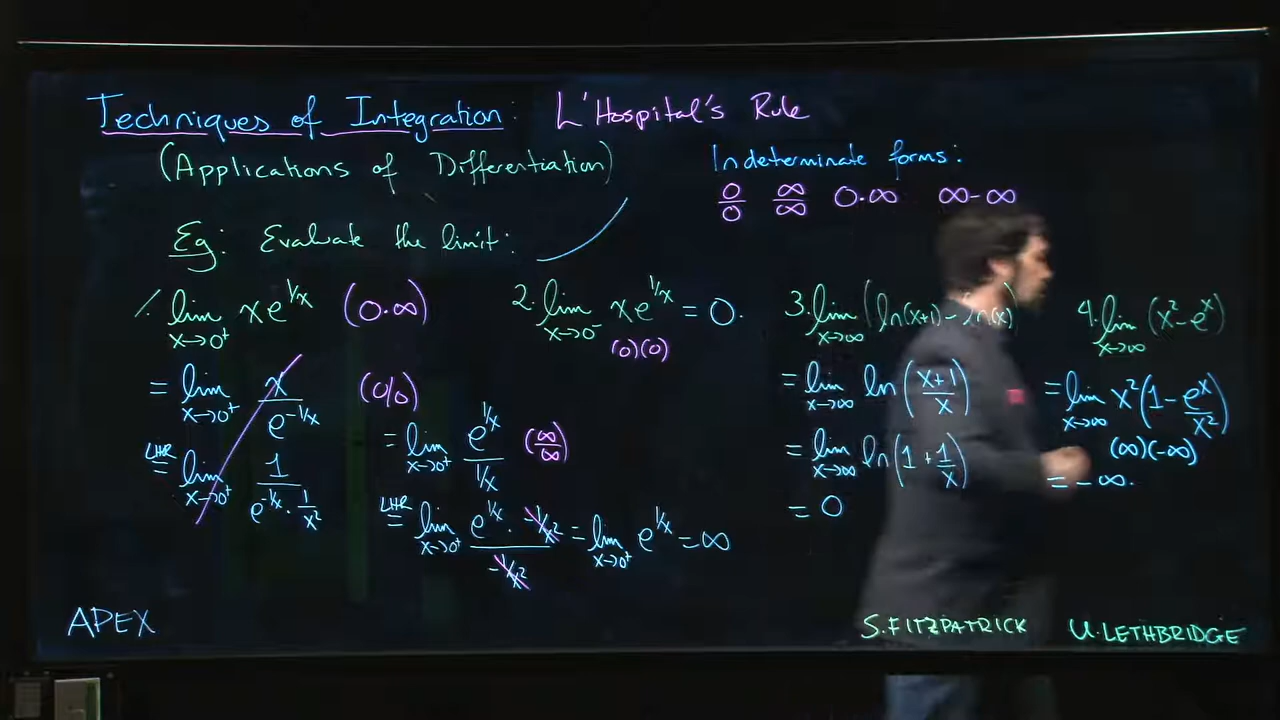 Techniques of Integration: L'Hospital's Rule
(Applications of Differentiation)
Indeterminate forms:
0/0 ∞/∞ 0·∞ ∞-∞
Eg: Evaluate the limit:
1. lim x→0⁺ xe^(1/x) (0·∞)
= lim x→0⁺ x/e^(-1/x) (0/0)
LHR = lim x→0⁺ 1/(e^(-1/x) · 1/x²)
= lim x→0⁺ e^(1/x)/(1/x) (∞/∞)
LHR = lim x→0⁺ (e^(1/x) · -1/x²)/(-1/x²) = lim x→0⁺ e^(1/x) = ∞
2. lim x→0⁻ xe^(1/x) = 0.
(0)(0)
3. lim x→∞ (ln(x+1) - ln(x))
= lim x→∞ ln((x+1)/x)
= lim x→∞ ln(1 + 1/x)
= 0
4. lim x→∞ (x² - e^x)
= lim x→∞ x²(1 - e^x/x²)
(∞)(-∞)
= -∞.
APEX
S. FITZPATRICK U. LETHBRIDGE